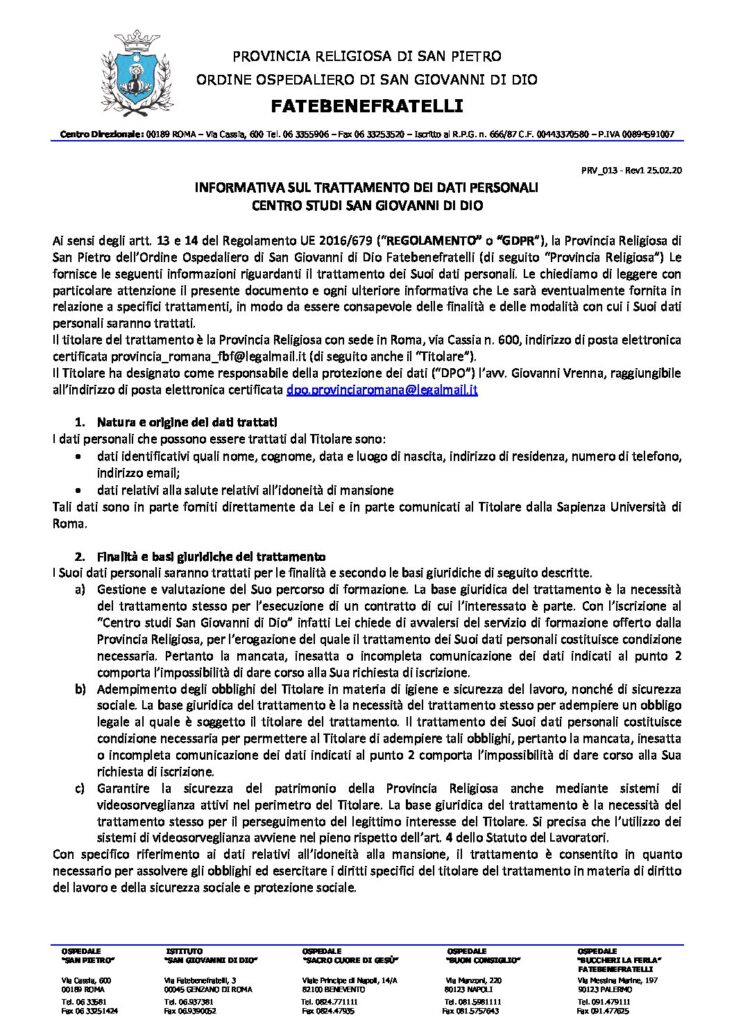 PROVINCIA RELIGIOSA DI SAN PIETRO
ORDINE OSPEDALIERO DI SAN GIOVANNI DI DIO
FATEBENEFRATELLI
Centro Direzionale: 00189 ROMA – Via Cassia, 600 Tel. 06 3355906 – Fax 06 33253520 – Iscritto al R.P.G. n. 666/87 C.F. 00443370580 – P.IVA 00894591007
PRV_013 - Rev1 25.02.20
INFORMATIVA SUL TRATTAMENTO DEI DATI PERSONALI
CENTRO STUDI SAN GIOVANNI DI DIO
Ai sensi degli artt. 13 e 14 del Regolamento UE 2016/679 (“REGOLAMENTO” o “GDPR”), la Provincia Religiosa di
San Pietro dell’Ordine Ospedaliero di San Giovanni di Dio Fatebenefratelli (di seguito “Provincia Religiosa”) Le
fornisce le seguenti informazioni riguardanti il trattamento dei Suoi dati personali. Le chiediamo di leggere con
particolare attenzione il presente documento e ogni ulteriore informativa che Le sarà eventualmente fornita in
relazione a specifici trattamenti, in modo da essere consapevole delle finalità e delle modalità con cui i Suoi dati
personali saranno trattati.
Il titolare del trattamento è la Provincia Religiosa con sede in Roma, via Cassia n. 600, indirizzo di posta elettronica
certificata provincia_romana_fbf@legalmail.it (di seguito anche il “Titolare”).
Il Titolare ha designato come responsabile della protezione dei dati (“DPO”) l’avv. Giovanni Vrenna, raggiungibile
all’indirizzo di posta elettronica certificata dpo.provinciaromana@legalmail.it
1. Natura e origine dei dati trattati
I dati personali che possono essere trattati dal Titolare sono:
• dati identificativi quali nome, cognome, data e luogo di nascita, indirizzo di residenza, numero di telefono,
indirizzo email;
• dati relativi alla salute relativi all’idoneità di mansione
Tali dati sono in parte forniti direttamente da Lei e in parte comunicati al Titolare dalla Sapienza Università di
Roma.
2. Finalità e basi giuridiche del trattamento
I Suoi dati personali saranno trattati per le finalità e secondo le basi giuridiche di seguito descritte.
a) Gestione e valutazione del Suo percorso di formazione. La base giuridica del trattamento è la necessità
del trattamento stesso per l’esecuzione di un contratto di cui l’interessato è parte. Con l’iscrizione al
“Centro studi San Giovanni di Dio” infatti Lei chiede di avvalersi del servizio di formazione offerto dalla
Provincia Religiosa, per l’erogazione del quale il trattamento dei Suoi dati personali costituisce condizione
necessaria. Pertanto la mancata, inesatta o incompleta comunicazione dei dati indicati al punto 2
comporta l’impossibilità di dare corso alla Sua richiesta di iscrizione.
b) Adempimento degli obblighi del Titolare in materia di igiene e sicurezza del lavoro, nonché di sicurezza
sociale. La base giuridica del trattamento è la necessità del trattamento stesso per adempiere un obbligo
legale al quale è soggetto il titolare del trattamento. Il trattamento dei Suoi dati personali costituisce
condizione necessaria per permettere al Titolare di adempiere tali obblighi, pertanto la mancata, inesatta
o incompleta comunicazione dei dati indicati al punto 2 comporta l’impossibilità di dare corso alla Sua
richiesta di iscrizione.
c) Garantire la sicurezza del patrimonio della Provincia Religiosa anche mediante sistemi di
videosorveglianza attivi nel perimetro del Titolare. La base giuridica del trattamento è la necessità del
trattamento stesso per il perseguimento del legittimo interesse del Titolare. Si precisa che l’utilizzo dei
sistemi di videosorveglianza avviene nel pieno rispetto dell’art. 4 dello Statuto dei Lavoratori.
Con specifico riferimento ai dati relativi all’idoneità alla mansione, il trattamento è consentito in quanto
necessario per assolvere gli obblighi ed esercitare i diritti specifici del titolare del trattamento in materia di diritto
del lavoro e della sicurezza sociale e protezione sociale.
OSPEDALE
“SAN PIETRO”
Via Cassia, 600
00189 ROMA
Tel. 06 33581
Fax 06 33251424
ISTITUTO
“SAN GIOVANNI DI DIO”
Via Fatebenefratelli, 3
00045 GENZANO DI ROMA
Tel. 06.937381
Fax 06.9390052
OSPEDALE
“SACRO CUORE DI GESÙ”
Viale Principe di Napoli, 14/A
82100 BENEVENTO
Tel. 0824.771111
Fax 0824.47935
OSPEDALE
“BUON CONSIGLIO”
Via Manzoni, 220
80123 NAPOLI
Tel. 081.5981111
Fax 081.5757643
OSPEDALE
“BUCCHERI LA FERLA”
FATEBENEFRATELLI
Via Messina Marine, 197
90123 PALERMO
Tel. 091.479111
Fax 091.477625